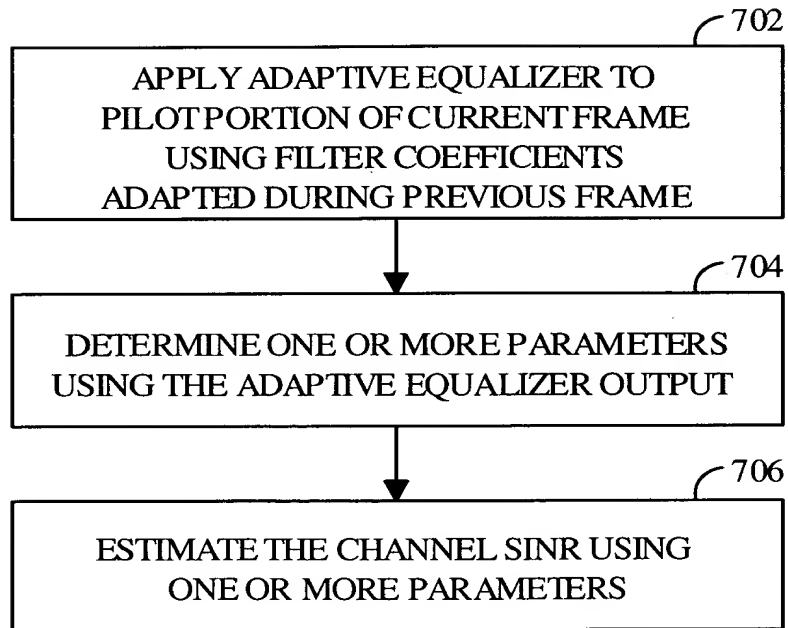 702
APPLY ADAPTIVE EQUALIZER TO
PILOT PORTION OF CURRENT FRAME
USING FILTER COEFFICIENTS
ADAPTED DURING PREVIOUS FRAME
704
DETERMINE ONE OR MORE PARAMETERS
USING THE ADAPTIVE EQUALIZER OUTPUT
706
ESTIMATE THE CHANNEL SINR USING
ONE OR MORE PARAMETERS